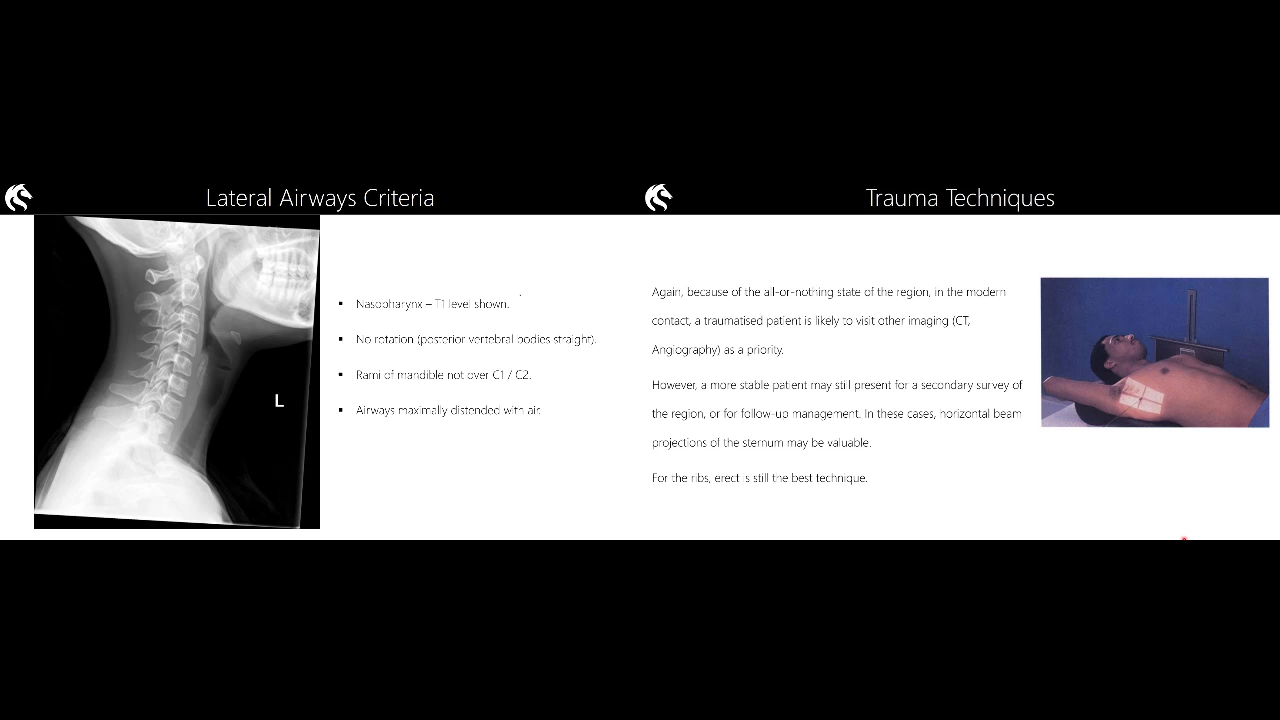 Lateral Airways Criteria
L
Nasopharynx – T1 level shown.
No rotation (posterior vertebral bodies straight).
Rami of mandible not over C1 / C2.
Airways maximally distended with air.
Trauma Techniques
Again, because of the all-or-nothing state of the region, in the modern
contact, a traumatised patient is likely to visit other imaging (CT,
Angiography) as a priority.
However, a more stable patient may still present for a secondary survey of
the region, or for follow-up management. In these cases, horizontal beam
projections of the sternum may be valuable.
For the ribs, erect is still the best technique.